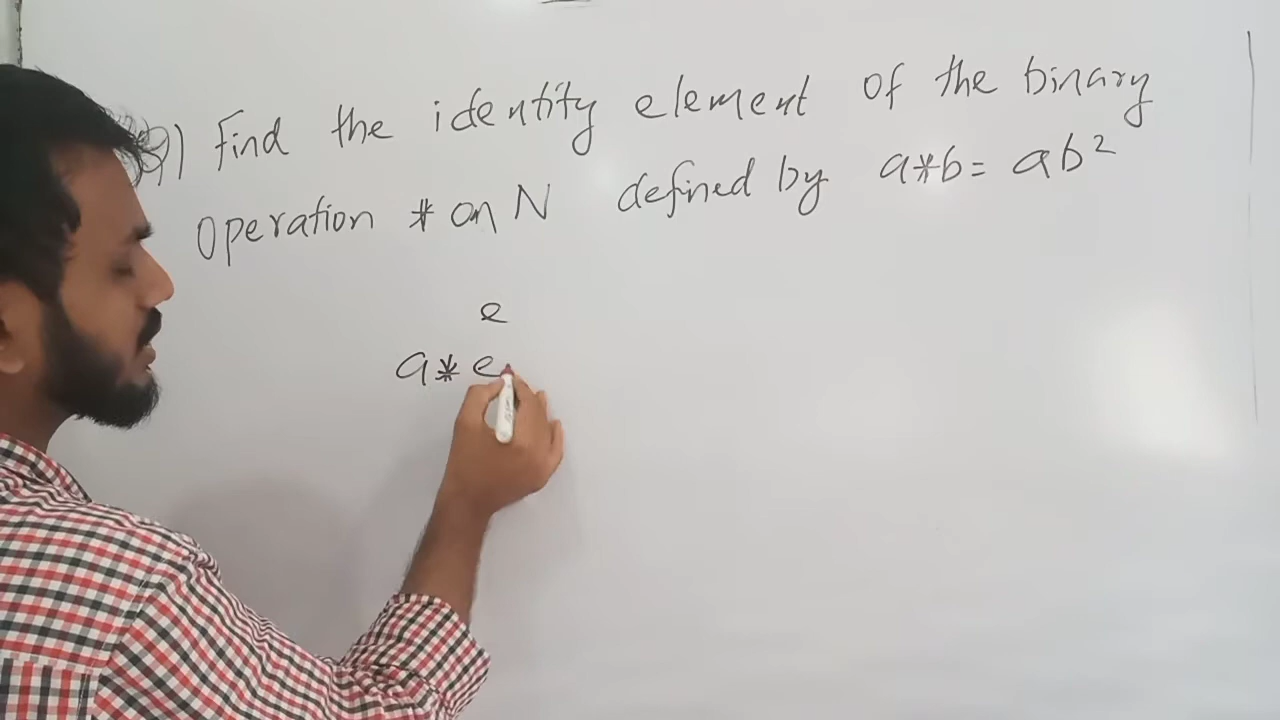 Q) Find the identity element of the binary
operation * on N defined by a*b = ab²
e
a*e